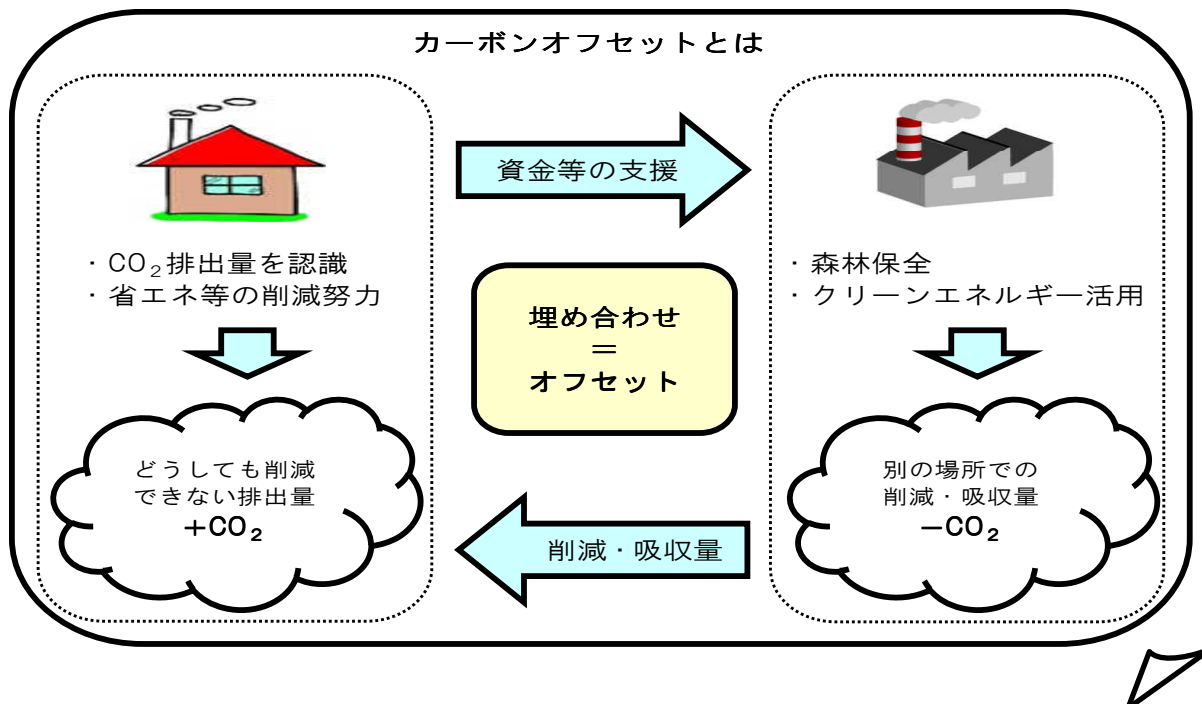 カーボンオフセットとは
・CO₂排出量を認識
・省エネ等の削減努力
どうしても削減
できない排出量
＋CO₂
資金等の支援
埋め合わせ
＝
オフセット
削減・吸収量
・森林保全
・クリーンエネルギー活用
別の場所での
削減・吸収量
－CO₂